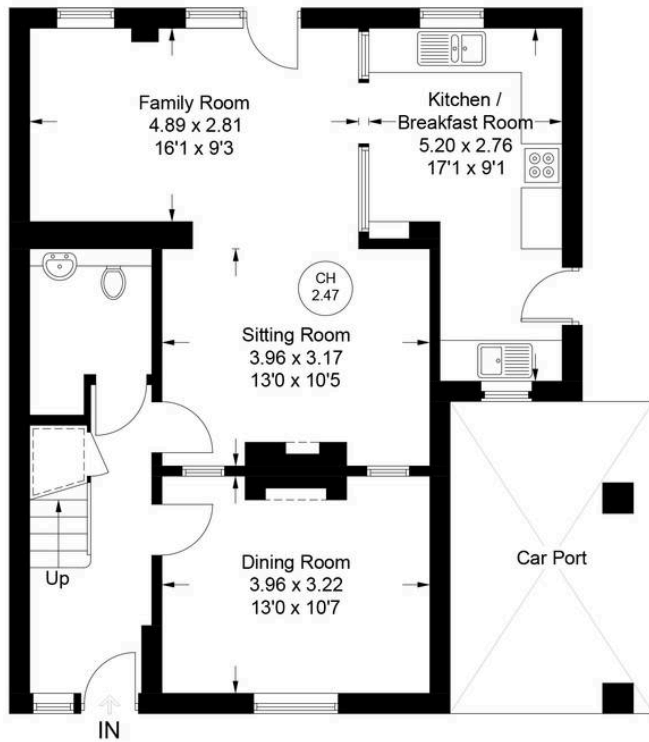 Family Room
4.89 x 2.81
16'1 x 9'3
Kitchen /
Breakfast Room
5.20 x 2.76
17'1 x 9'1
CH
2.47
Sitting Room
3.96 x 3.17
13'0 x 10'5
Dining Room
3.96 x 3.22
13'0 x 10'7
Car Port
Up
IN